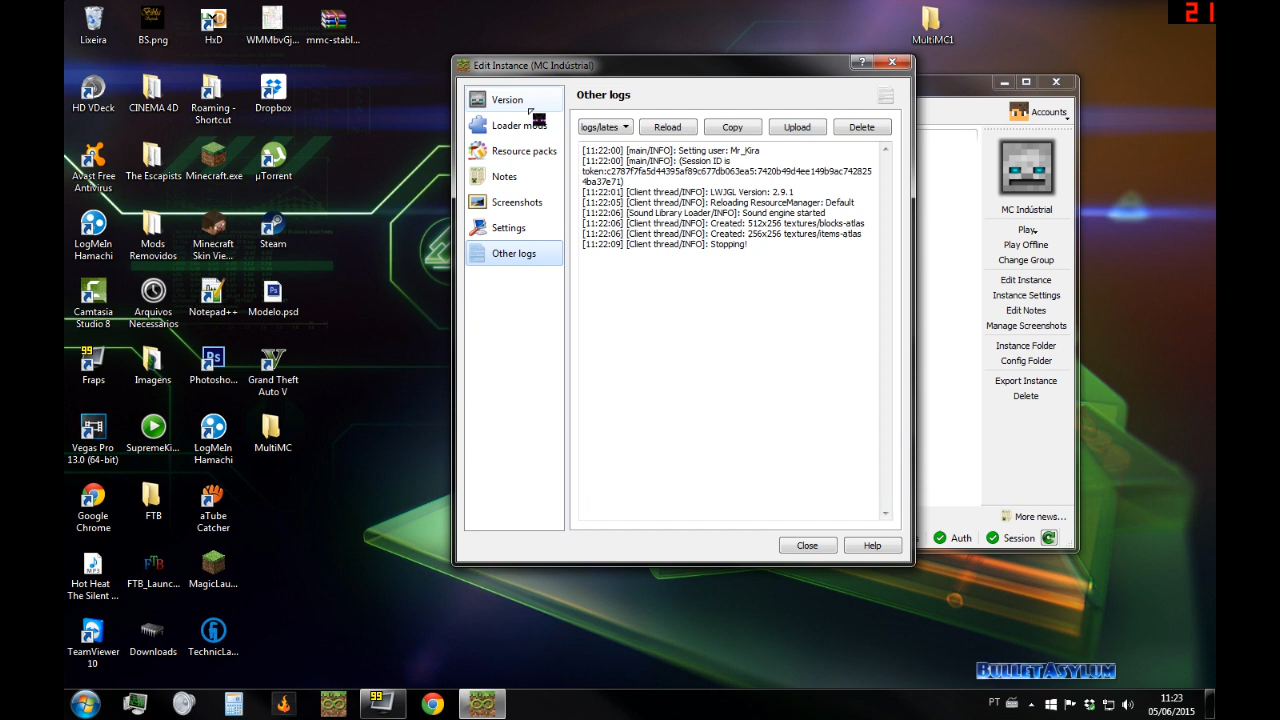 21
Lixeira
BS.png
HxD
WMMbvGj...
mmc-stabl...
MultiMC1
HD VDeck
CINEMA 4D
Roaming -
Shortcut
Dropbox
Avast Free
Antivirus
The Escapists
Minecraft.exe
µTorrent
LogMeIn
Hamachi
Mods
Removidos
Minecraft
Skin Vie...
Steam
Camtasia
Studio 8
Arquivos
Necessários
Notepad++
Modelo.psd
99
Fraps
Imagens
Photosho...
Grand Theft
Auto V
Vegas Pro
13.0 (64-bit)
SupremeKi...
LogMeIn
Hamachi
MultiMC
Google
Chrome
FTB
aTube
Catcher
Hot Heat
The Silent ...
FTB_Launc...
MagicLau...
TeamViewer
10
Downloads
TechnicLa...
Edit Instance (MC Indústrial)
Version
Loader mods
Resource packs
Notes
Screenshots
Settings
Other logs
Other logs
logs/lates
Reload
Copy
Upload
Delete
[11:22:00] [main/INFO]: Setting user: Mr_Kira
[11:22:00] [main/INFO]: (Session ID is
token:c2787f7fa5d44395af89c677db063ea5:7420b49d4ee149b9ac742825
4ba37e71)
[11:22:01] [Client thread/INFO]: LWJGL Version: 2.9.1
[11:22:05] [Client thread/INFO]: Reloading ResourceManager: Default
[11:22:06] [Sound Library Loader/INFO]: Sound engine started
[11:22:06] [Client thread/INFO]: Created: 512x256 textures/blocks-atlas
[11:22:06] [Client thread/INFO]: Created: 256x256 textures/items-atlas
[11:22:09] [Client thread/INFO]: Stopping!
Close
Help
Accounts
MC Indústrial
Play
Play Offline
Change Group
Edit Instance
Instance Settings
Edit Notes
Manage Screenshots
Instance Folder
Config Folder
Export Instance
Delete
More news...
Auth
Session
BULLETASYLUM
99
PT
11:23
05/06/2015